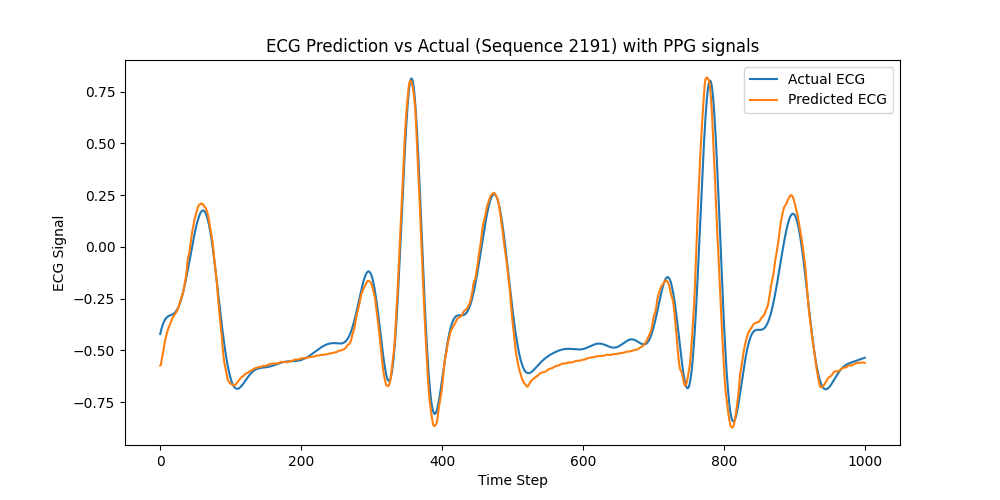 ECG Prediction vs Actual (Sequence 2191) with PPG signals
Actual ECG
Predicted ECG
ECG Signal
0.75
0.50
0.25
0.00
−0.25
−0.50
−0.75
0 200 400 600 800 1000
Time Step